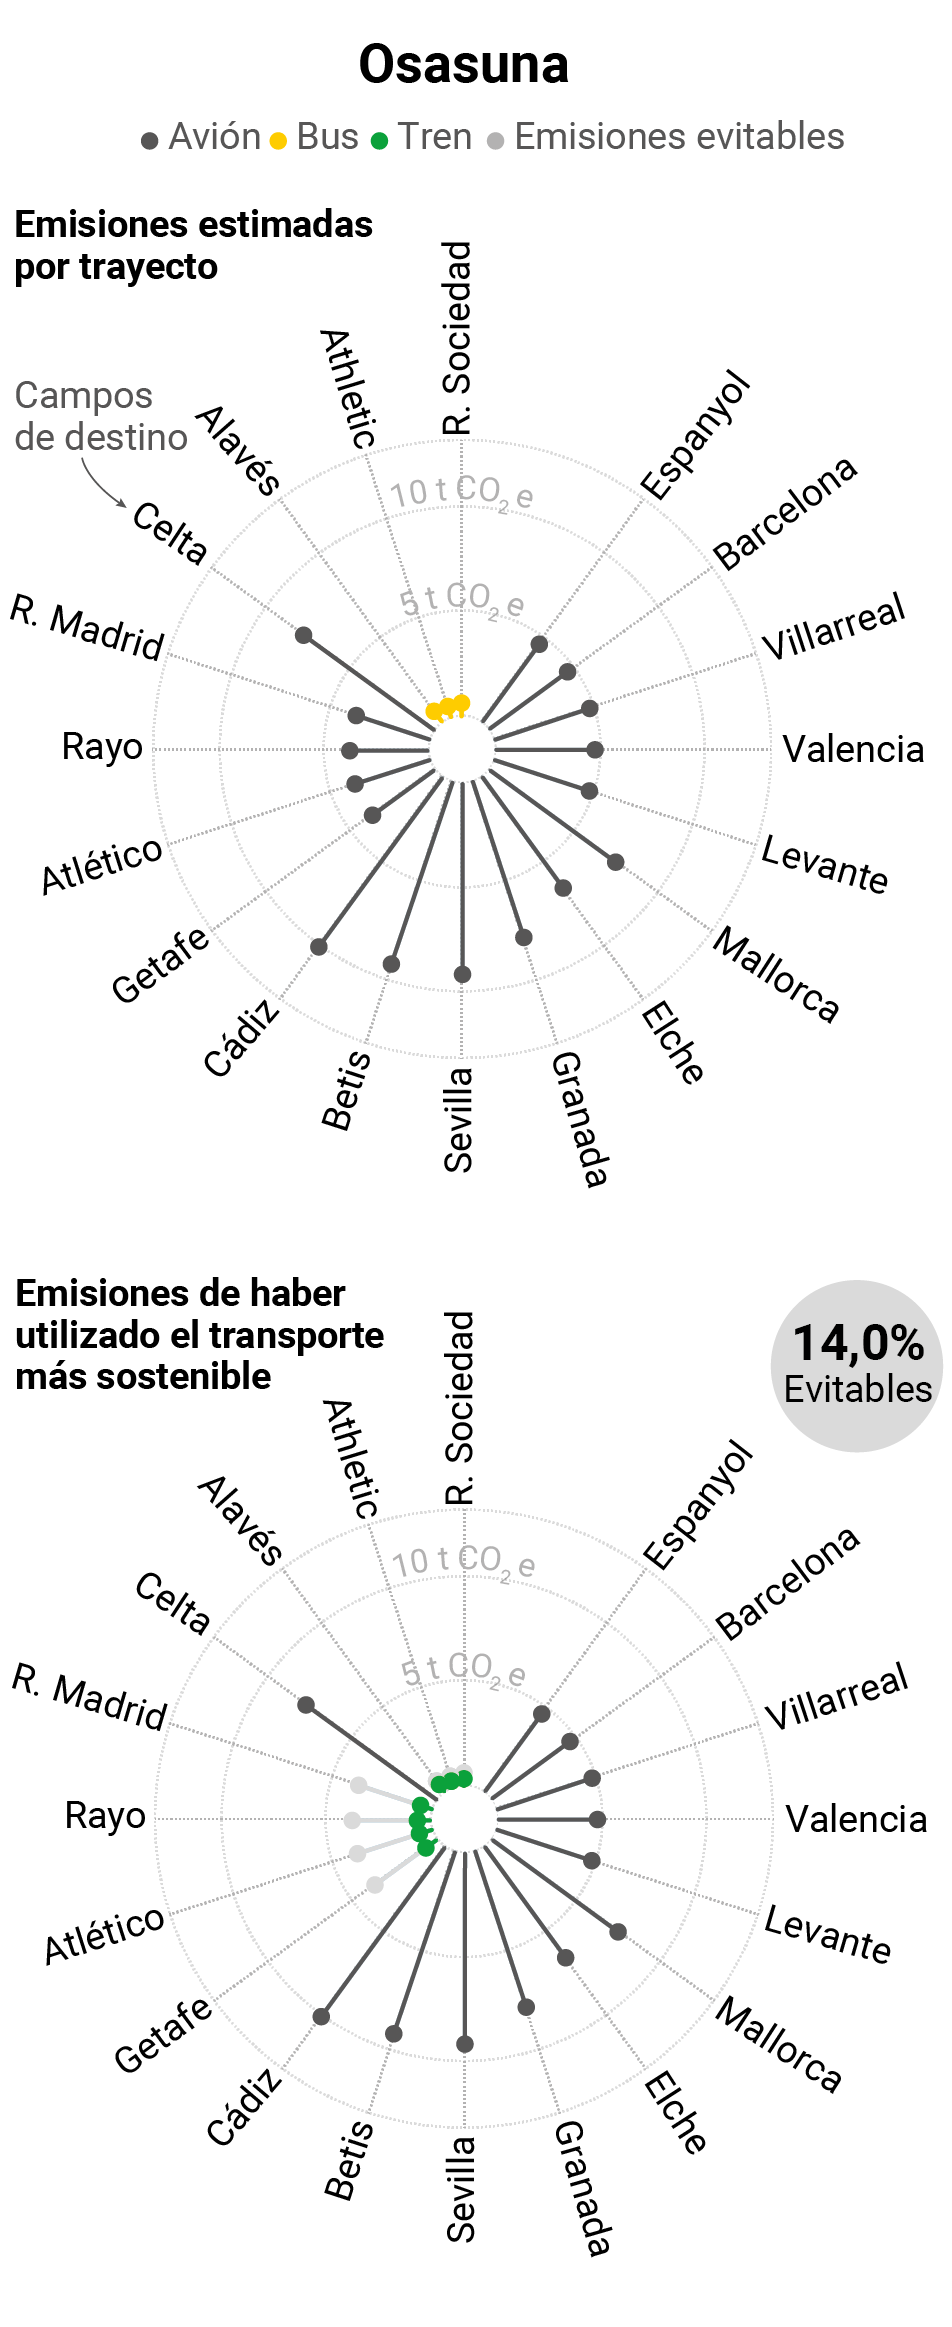 Osasuna
Avión Bus Tren Emisiones evitables
Emisiones estimadas
por trayecto
Campos
de destino
R. Sociedad
Espanyol
Barcelona
Villarreal
Valencia
Levante
Mallorca
Elche
Granada
Sevilla
Betis
Cádiz
Getafe
Atlético
Rayo
R. Madrid
Celta
Alavés
Athletic
10 t CO2 e
5 t CO2 e
Emisiones de haber
utilizado el transporte
más sostenible
14,0%
Evitables
R. Sociedad
Espanyol
Barcelona
Villarreal
Valencia
Levante
Mallorca
Elche
Granada
Sevilla
Betis
Cádiz
Getafe
Atlético
Rayo
R. Madrid
Celta
Alavés
Athletic
10 t CO2 e
5 t CO2 e